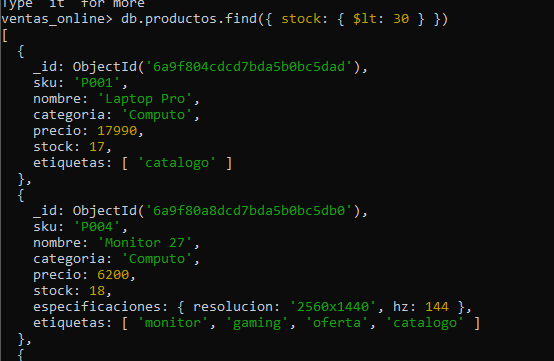 Type "it" for more
ventas_online> db.productos.find({ stock: { $lt: 30 } })
[
  {
    _id: ObjectId('6a9f804cdcd7bda5b0bc5dad'),
    sku: 'P001',
    nombre: 'Laptop Pro',
    categoria: 'Computo',
    precio: 17990,
    stock: 17,
    etiquetas: [ 'catalogo' ]
  },
  {
    _id: ObjectId('6a9f80a8dcd7bda5b0bc5db0'),
    sku: 'P004',
    nombre: 'Monitor 27',
    categoria: 'Computo',
    precio: 6200,
    stock: 18,
    especificaciones: { resolucion: '2560x1440', hz: 144 },
    etiquetas: [ 'monitor', 'gaming', 'oferta', 'catalogo' ]
  },
  {